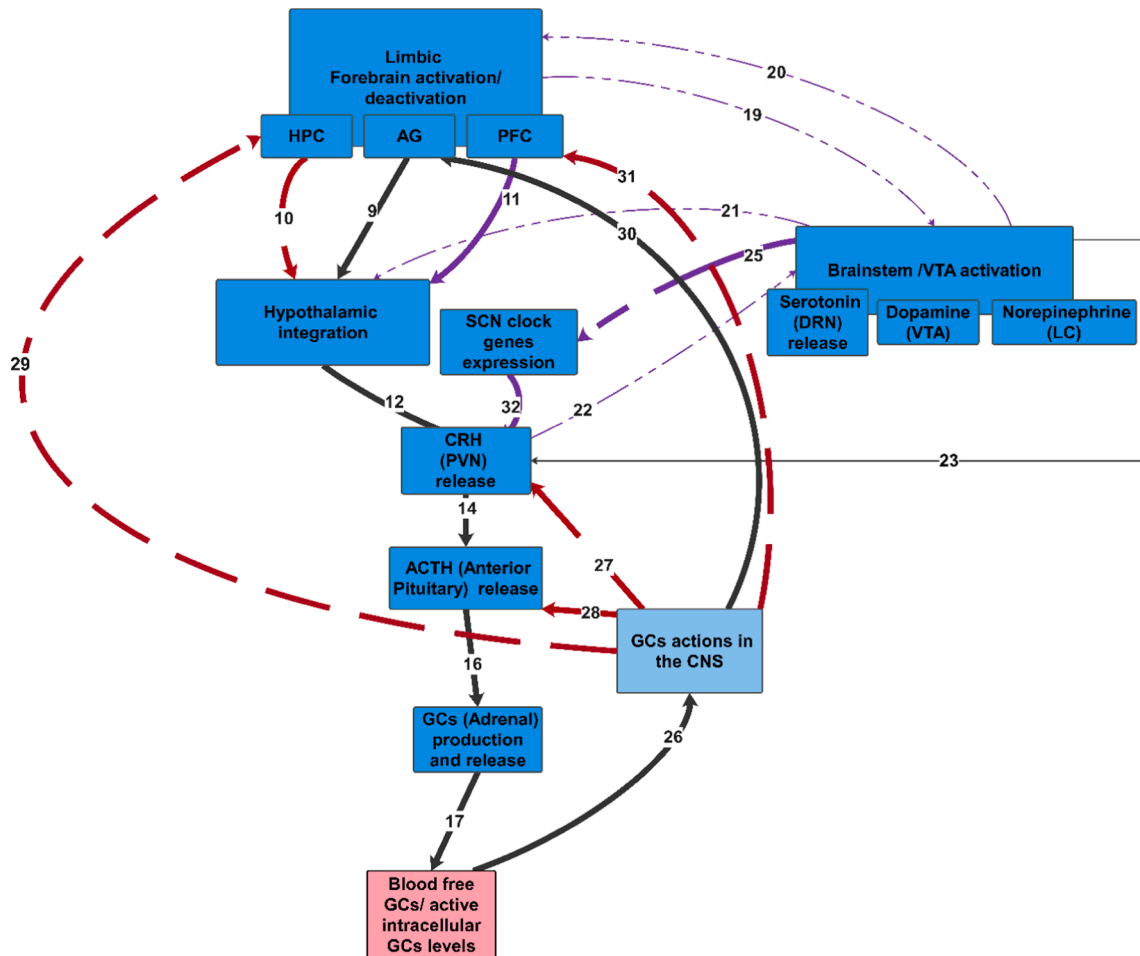 Limbic
Forebrain activation/
deactivation
HPC
AG
PFC
20
19
31
10
9
11
21
30
25
Brainstem /VTA activation
Serotonin
(DRN)
release
Dopamine
(VTA)
Norepinephrine
(LC)
Hypothalamic
integration
SCN clock
genes
expression
29
12
32
22
CRH
(PVN)
release
23
14
27
ACTH (Anterior
Pituitary) release
28
GCs actions in
the CNS
16
GCs (Adrenal)
production
and release
26
17
Blood free
GCs/ active
intracellular
GCs levels